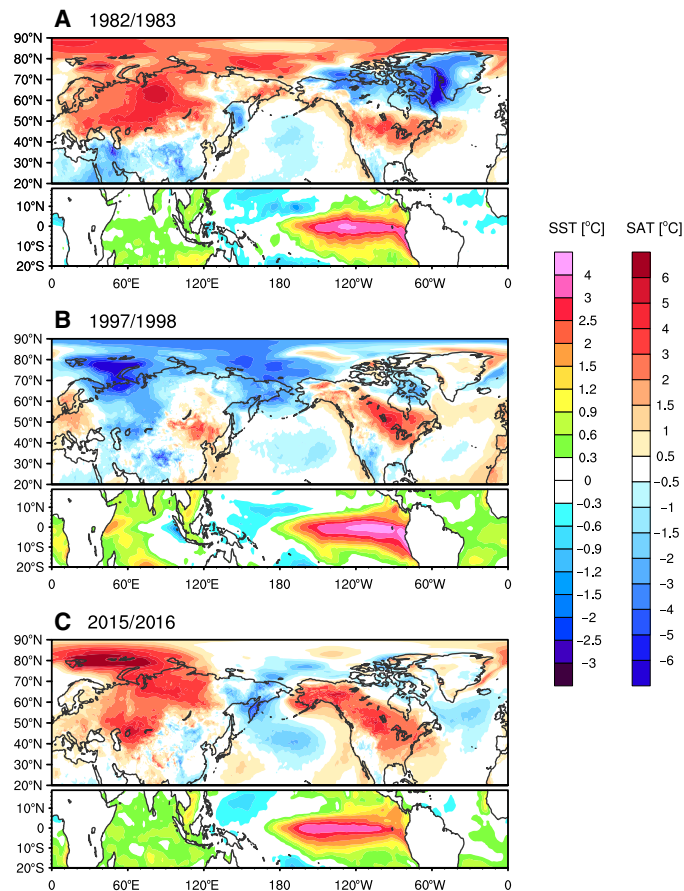 A 1982/1983
90°N
80°N
70°N
60°N
50°N
40°N
30°N
20°N
10°N
0
10°S
20°S
0 60°E 120°E 180 120°W 60°W 0
B 1997/1998
90°N
80°N
70°N
60°N
50°N
40°N
30°N
20°N
10°N
0
10°S
20°S
0 60°E 120°E 180 120°W 60°W 0
C 2015/2016
90°N
80°N
70°N
60°N
50°N
40°N
30°N
20°N
10°N
0
10°S
20°S
0 60°E 120°E 180 120°W 60°W 0
SST [°C]
4
3
2.5
2
1.5
1.2
0.9
0.6
0.3
0
−0.3
−0.6
−0.9
−1.2
−1.5
−2
−2.5
−3
SAT [°C]
6
5
4
3
2
1.5
1
0.5
−0.5
−1
−1.5
−2
−3
−4
−5
−6